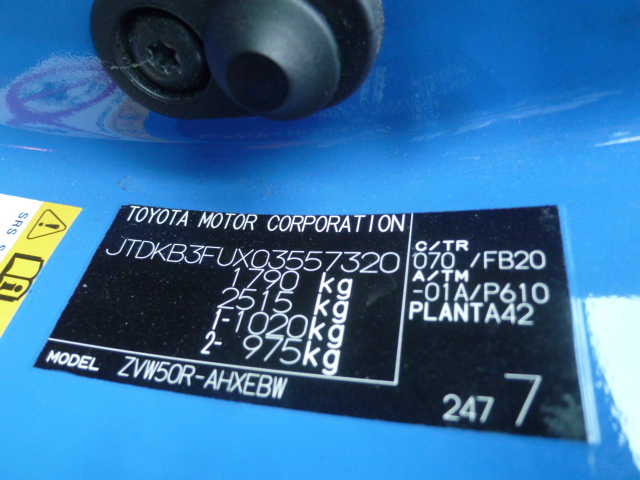 SRS
TOYOTA MOTOR CORPORATION
JTDKB3FUX03557320
1790 kg
2515 kg
1-1020kg
2- 975kg
C/TR
070 /FB20
A/TM
-01A/P610
PLANTA42
MODEL ZVW50R-AHXEBW
247 7